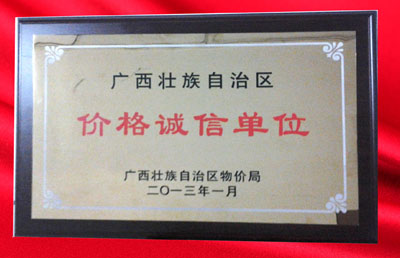 广西壮族自治区
价格诚信单位
广西壮族自治区物价局
二〇一三年一月